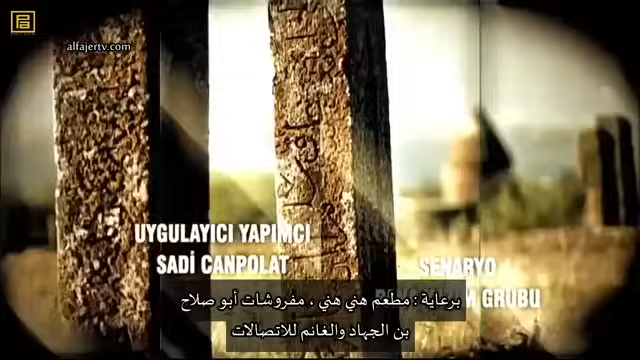 alfajertv.com
UYGULAYICI YAPIMCI
SADİ CANPOLAT
SENARYO
GRUBU
برعاية : مطعم هني هني ، مفروشات أبو صلاح
بن الجهاد والغانم للاتصالات